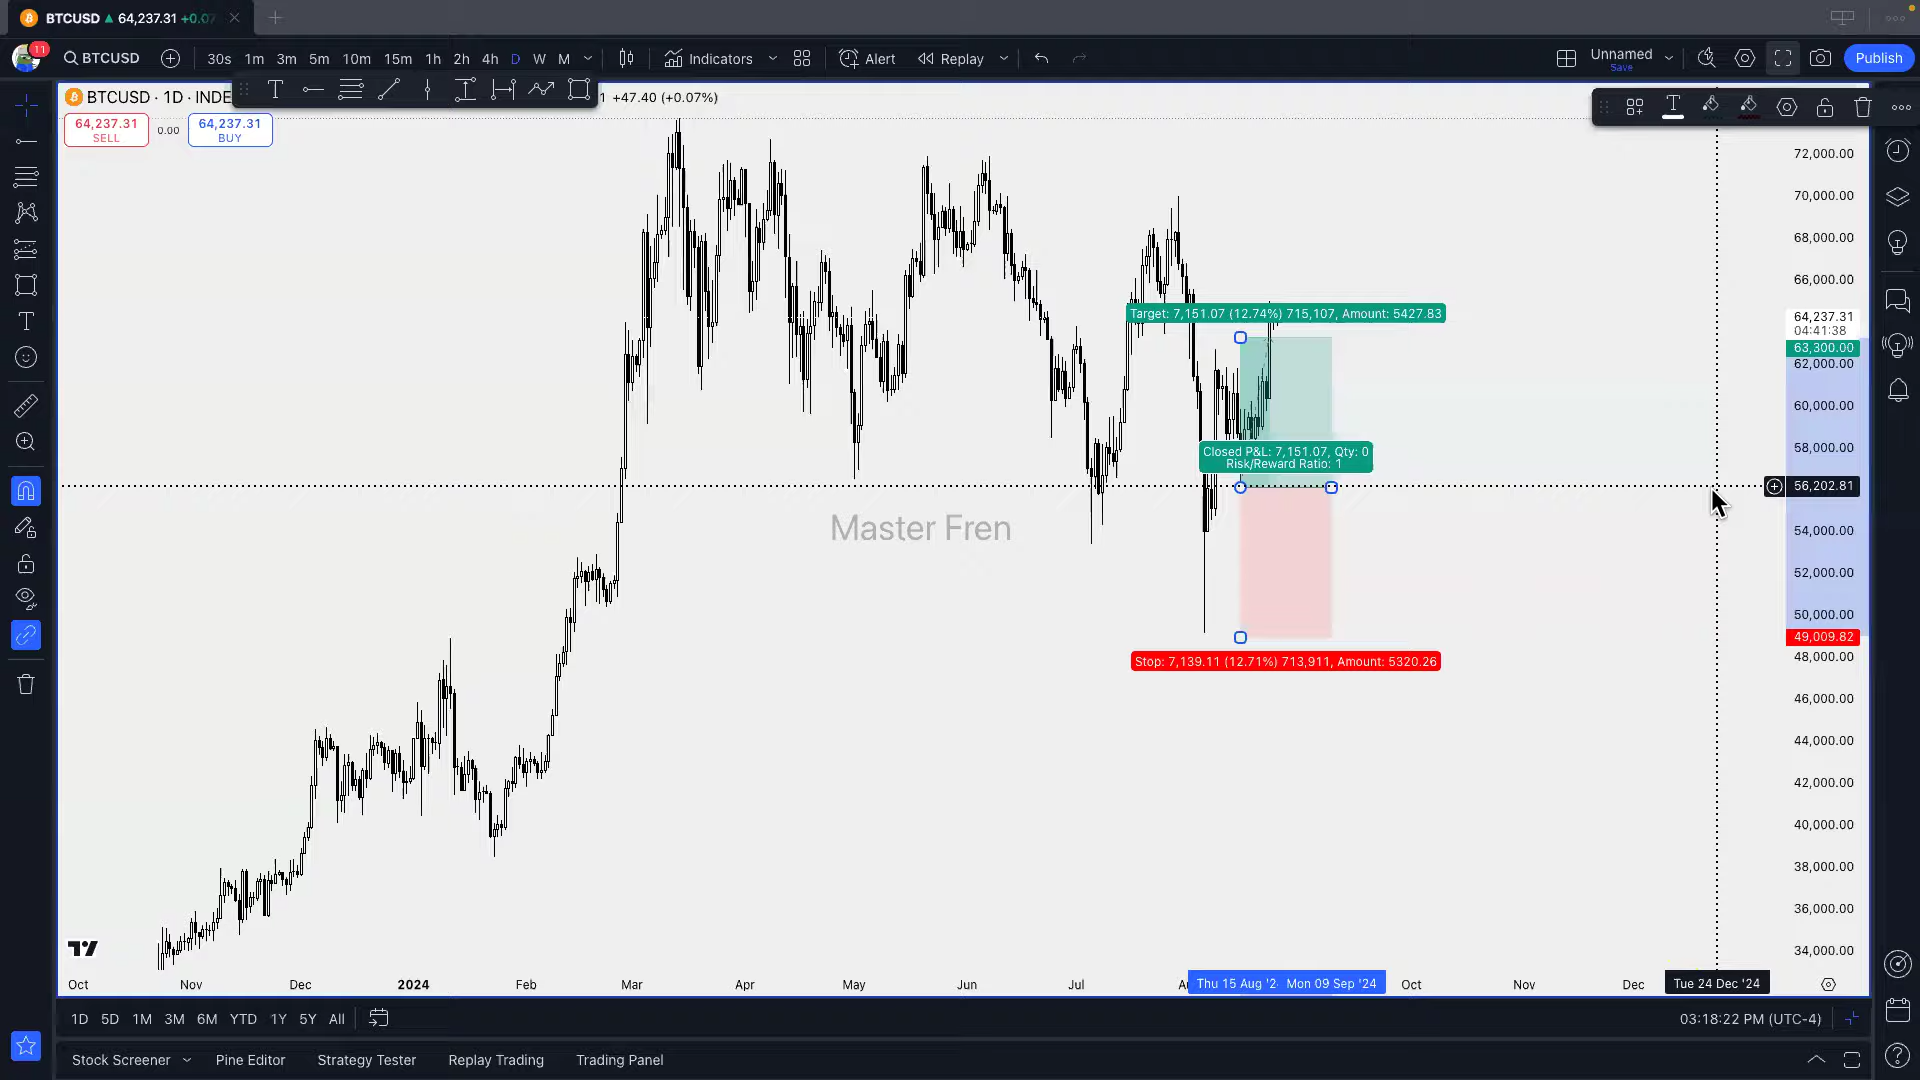 BTCUSD ▲ 64,237.31 +0.0
11
BTCUSD
30s 1m 3m 5m 10m 15m 1h 2h 4h D W M
Indicators
Alert
Replay
Unnamed
Save
Publish
BTCUSD · 1D · INDE
1 +47.40 (+0.07%)
64,237.31
SELL
0.00
64,237.31
BUY
72,000.00
70,000.00
68,000.00
66,000.00
64,237.31
04:41:38
63,300.00
62,000.00
60,000.00
58,000.00
56,202.81
54,000.00
52,000.00
50,000.00
49,009.82
48,000.00
46,000.00
44,000.00
42,000.00
40,000.00
38,000.00
36,000.00
34,000.00
Target: 7,151.07 (12.74%) 715,107, Amount: 5427.83
Closed P&L: 7,151.07, Qty: 0
Risk/Reward Ratio: 1
Master Fren
Stop: 7,139.11 (12.71%) 713,911, Amount: 5320.26
Oct Nov Dec 2024 Feb Mar Apr May Jun Jul Thu 15 Aug '2 Mon 09 Sep '24 Oct Nov Dec Tue 24 Dec '24
1D 5D 1M 3M 6M YTD 1Y 5Y All
03:18:22 PM (UTC-4)
Stock Screener Pine Editor Strategy Tester Replay Trading Trading Panel